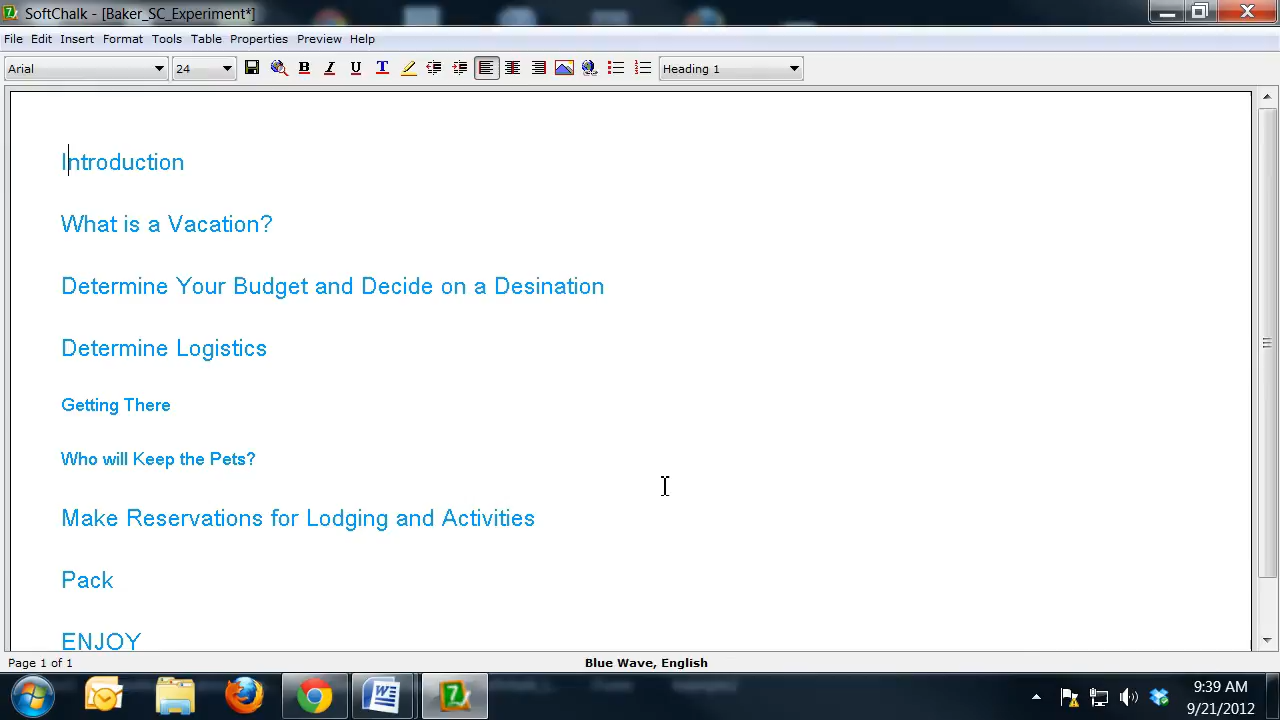 SoftChalk - [Baker_SC_Experiment*]
File Edit Insert Format Tools Table Properties Preview Help
Arial 24 B I U T Heading 1
Introduction
What is a Vacation?
Determine Your Budget and Decide on a Desination
Determine Logistics
Getting There
Who will Keep the Pets?
Make Reservations for Lodging and Activities
Pack
ENJOY
Page 1 of 1 Blue Wave, English
9:39 AM
9/21/2012